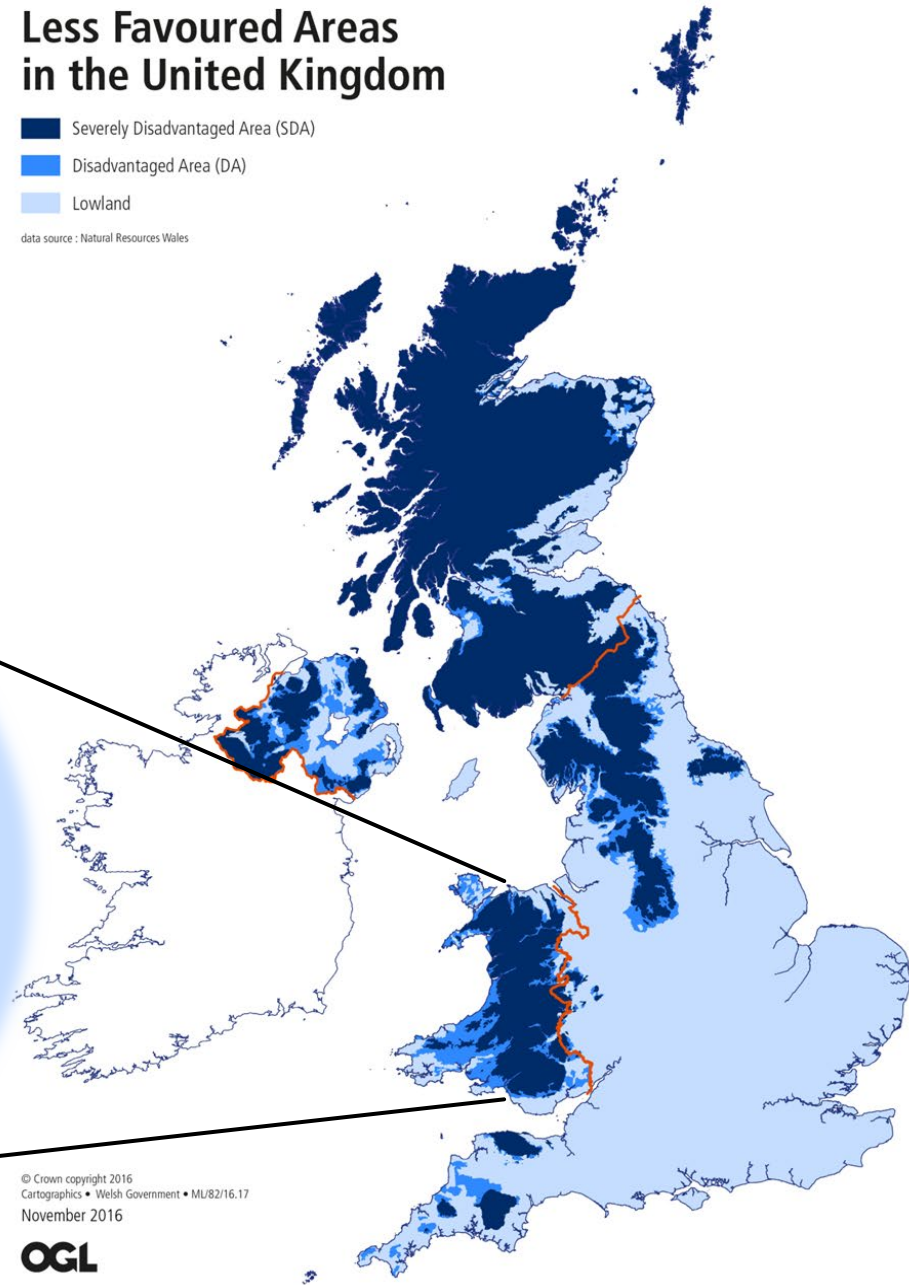 Less Favoured Areas
in the United Kingdom
Severely Disadvantaged Area (SDA)
Disadvantaged Area (DA)
Lowland
data source : Natural Resources Wales
© Crown copyright 2016
Cartographics • Welsh Government • ML/82/16.17
November 2016
OGL